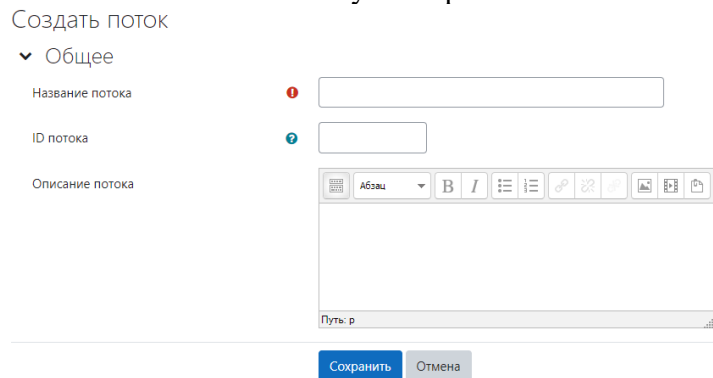 Создать поток
Общее
Название потока
ID потока
Описание потока
Абзац
B I
Путь: p
Сохранить Отмена